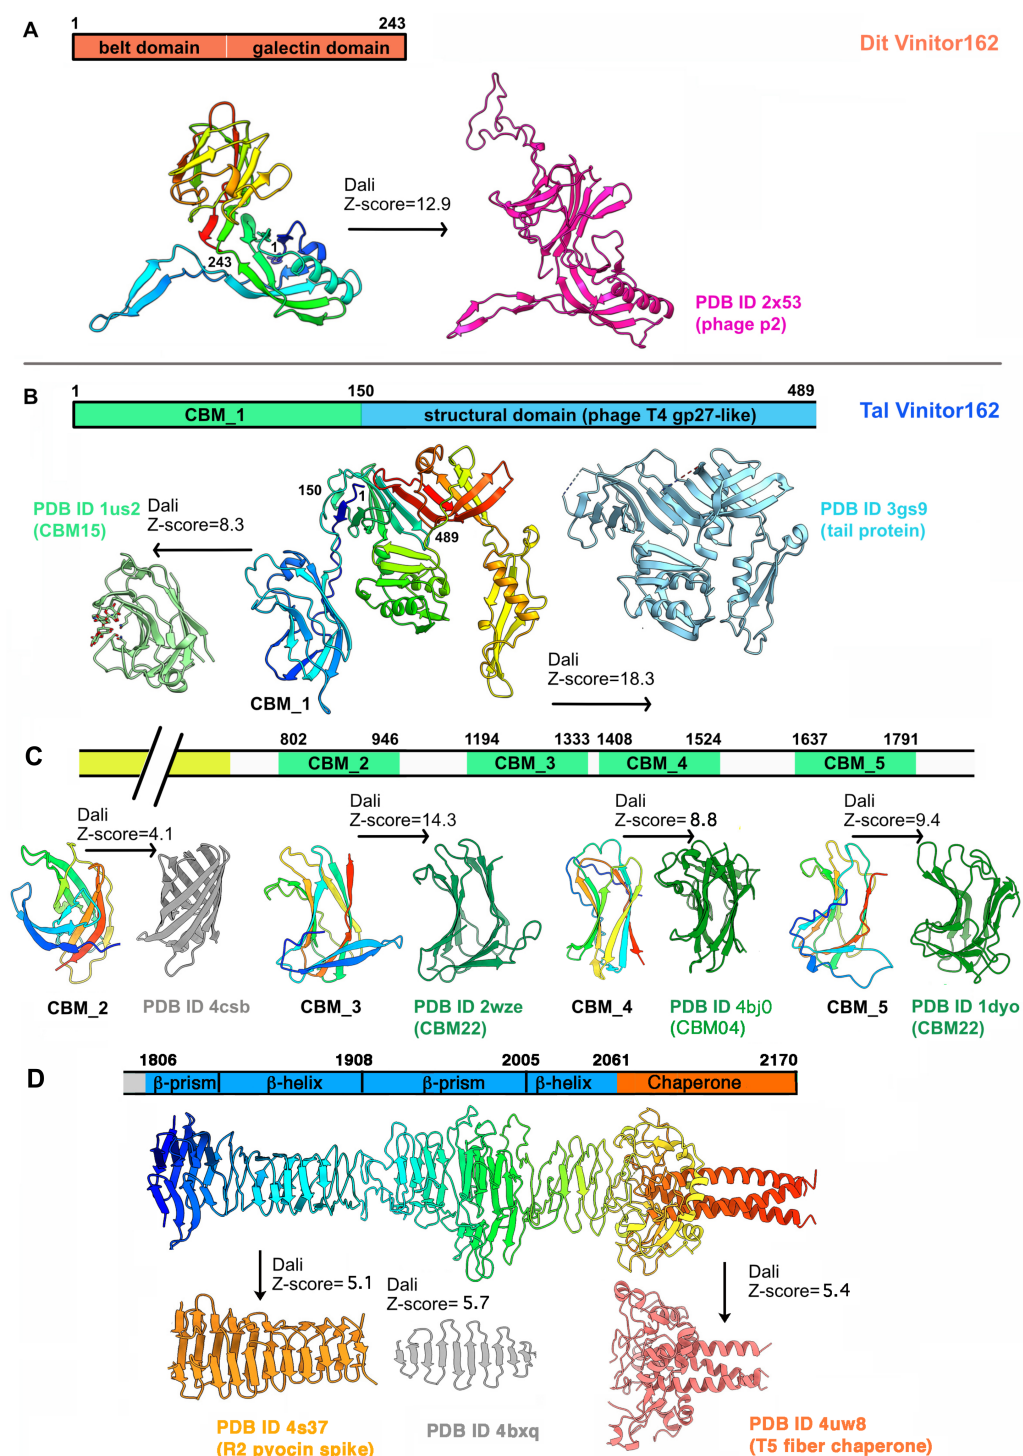 A
1 243
belt domain galectin domain
Dit Vinitor162
Dali
Z-score=12.9
1
243
PDB ID 2x53
(phage p2)
B
1 150 489
CBM_1 structural domain (phage T4 gp27-like)
Tal Vinitor162
PDB ID 1us2
(CBM15)
Dali
Z-score=8.3
150
1
489
PDB ID 3gs9
(tail protein)
Dali
Z-score=18.3
CBM_1
C
802 946 1194 1333 1408 1524 1637 1791
CBM_2 CBM_3 CBM_4 CBM_5
Dali
Z-score=4.1
Dali
Z-score=14.3
Dali
Z-score= 8.8
Dali
Z-score=9.4
CBM_2
PDB ID 4csb
CBM_3
PDB ID 2wze
(CBM22)
CBM_4
PDB ID 4bj0
(CBM04)
CBM_5
PDB ID 1dyo
(CBM22)
D
1806 1908 2005 2061 2170
β-prism β-helix β-prism β-helix Chaperone
Dali
Z-score= 5.1
Dali
Z-score= 5.7
Dali
Z-score= 5.4
PDB ID 4s37
(R2 pyocin spike)
PDB ID 4bxq
PDB ID 4uw8
(T5 fiber chaperone)